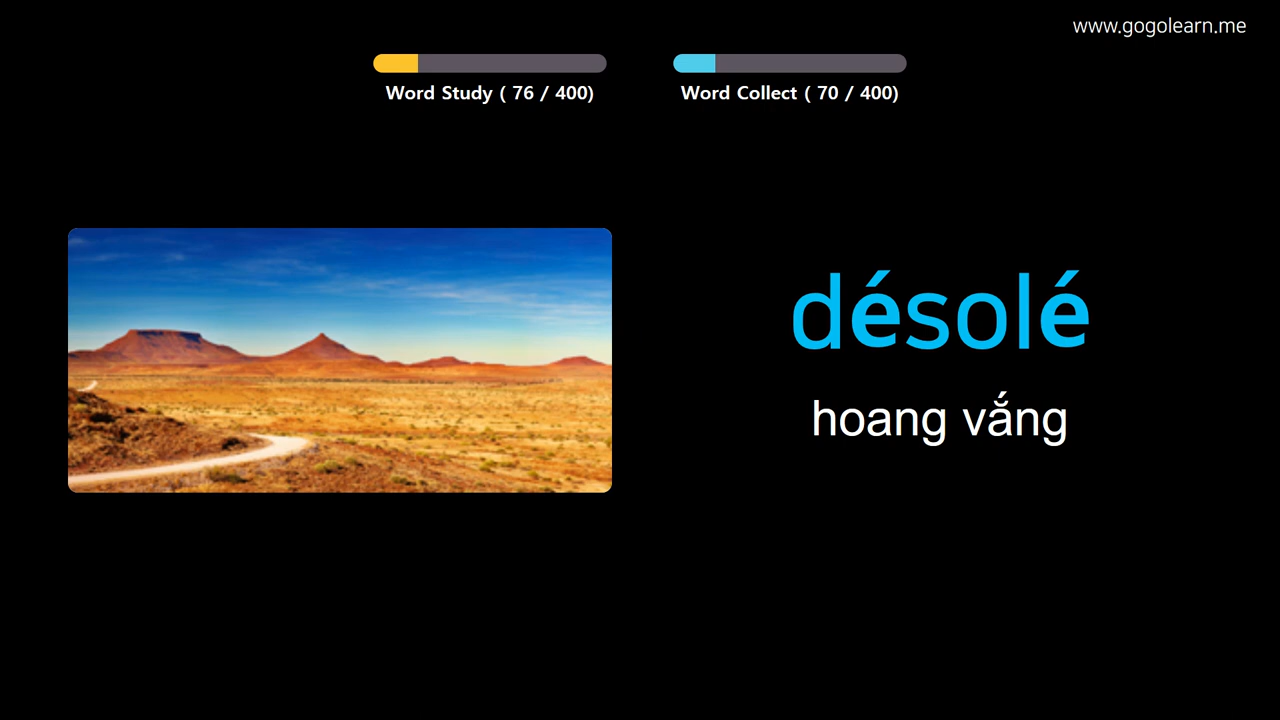 www.gogolearn.me
Word Study ( 76 / 400)
Word Collect ( 70 / 400)
désolé
hoang vắng